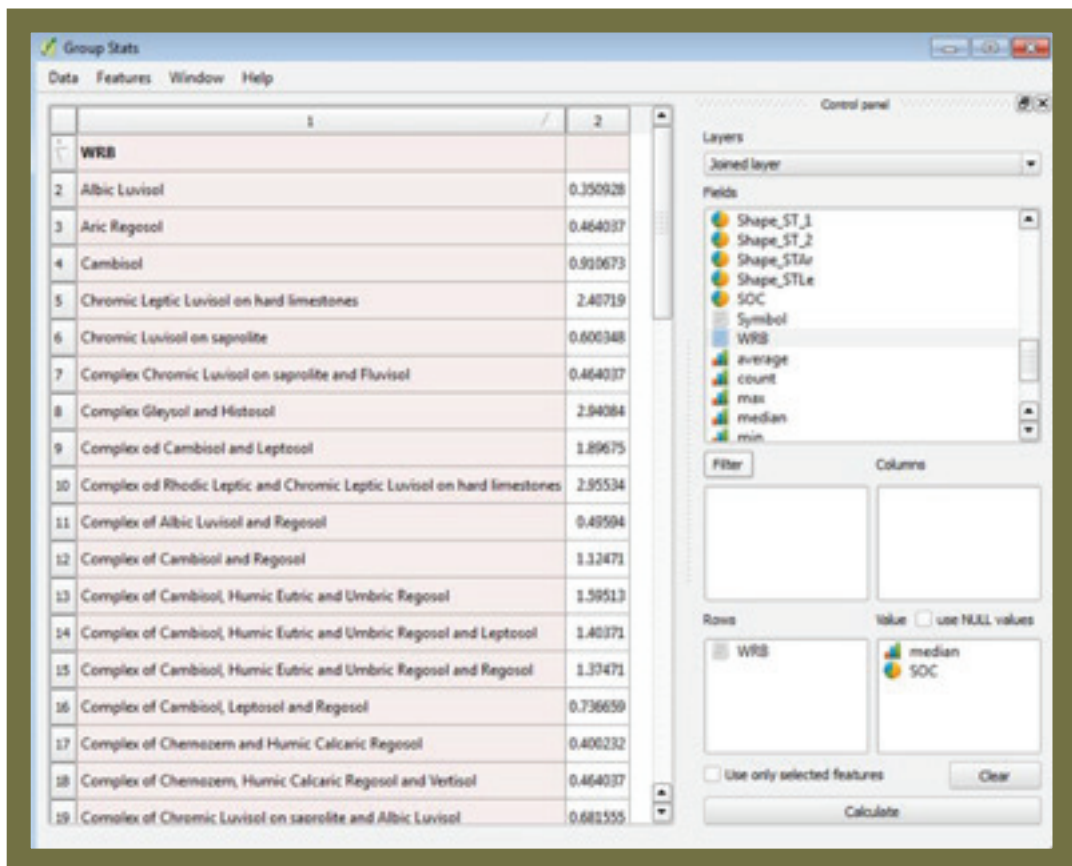 Group Stats
Data Features Window Help
1 2
1 WRB
2 Albic Luvisol 0.350928
3 Aric Regosol 0.464037
4 Cambisol 0.910673
5 Chromic Leptic Luvisol on hard limestones 2.40719
6 Chromic Luvisol on saprolite 0.600348
7 Complex Chromic Luvisol on saprolite and Fluvisol 0.464037
8 Complex Gleysol and Histosol 2.94084
9 Complex od Cambisol and Leptosol 1.89675
10 Complex od Rhodic Leptic and Chromic Leptic Luvisol on hard limestones 2.95534
11 Complex of Albic Luvisol and Regosol 0.49594
12 Complex of Cambisol and Regosol 1.12471
13 Complex of Cambisol, Humic Eutric and Umbric Regosol 1.59513
14 Complex of Cambisol, Humic Eutric and Umbric Regosol and Leptosol 1.40371
15 Complex of Cambisol, Humic Eutric and Umbric Regosol and Regosol 1.37471
16 Complex of Cambisol, Leptosol and Regosol 0.736659
17 Complex of Chernozem and Humic Calcaric Regosol 0.400232
18 Complex of Chernozem, Humic Calcaric Regosol and Vertisol 0.464037
19 Complex of Chromic Luvisol on saprolite and Albic Luvisol 0.681555
Control panel
Layers
Joined layer
Fields
Shape_ST_1
Shape_ST_2
Shape_STAr
Shape_STLe
SOC
Symbol
WRB
average
count
max
median
min
Filter Columns
Rows Value use NULL values
WRB median
SOC
Use only selected features Clear
Calculate